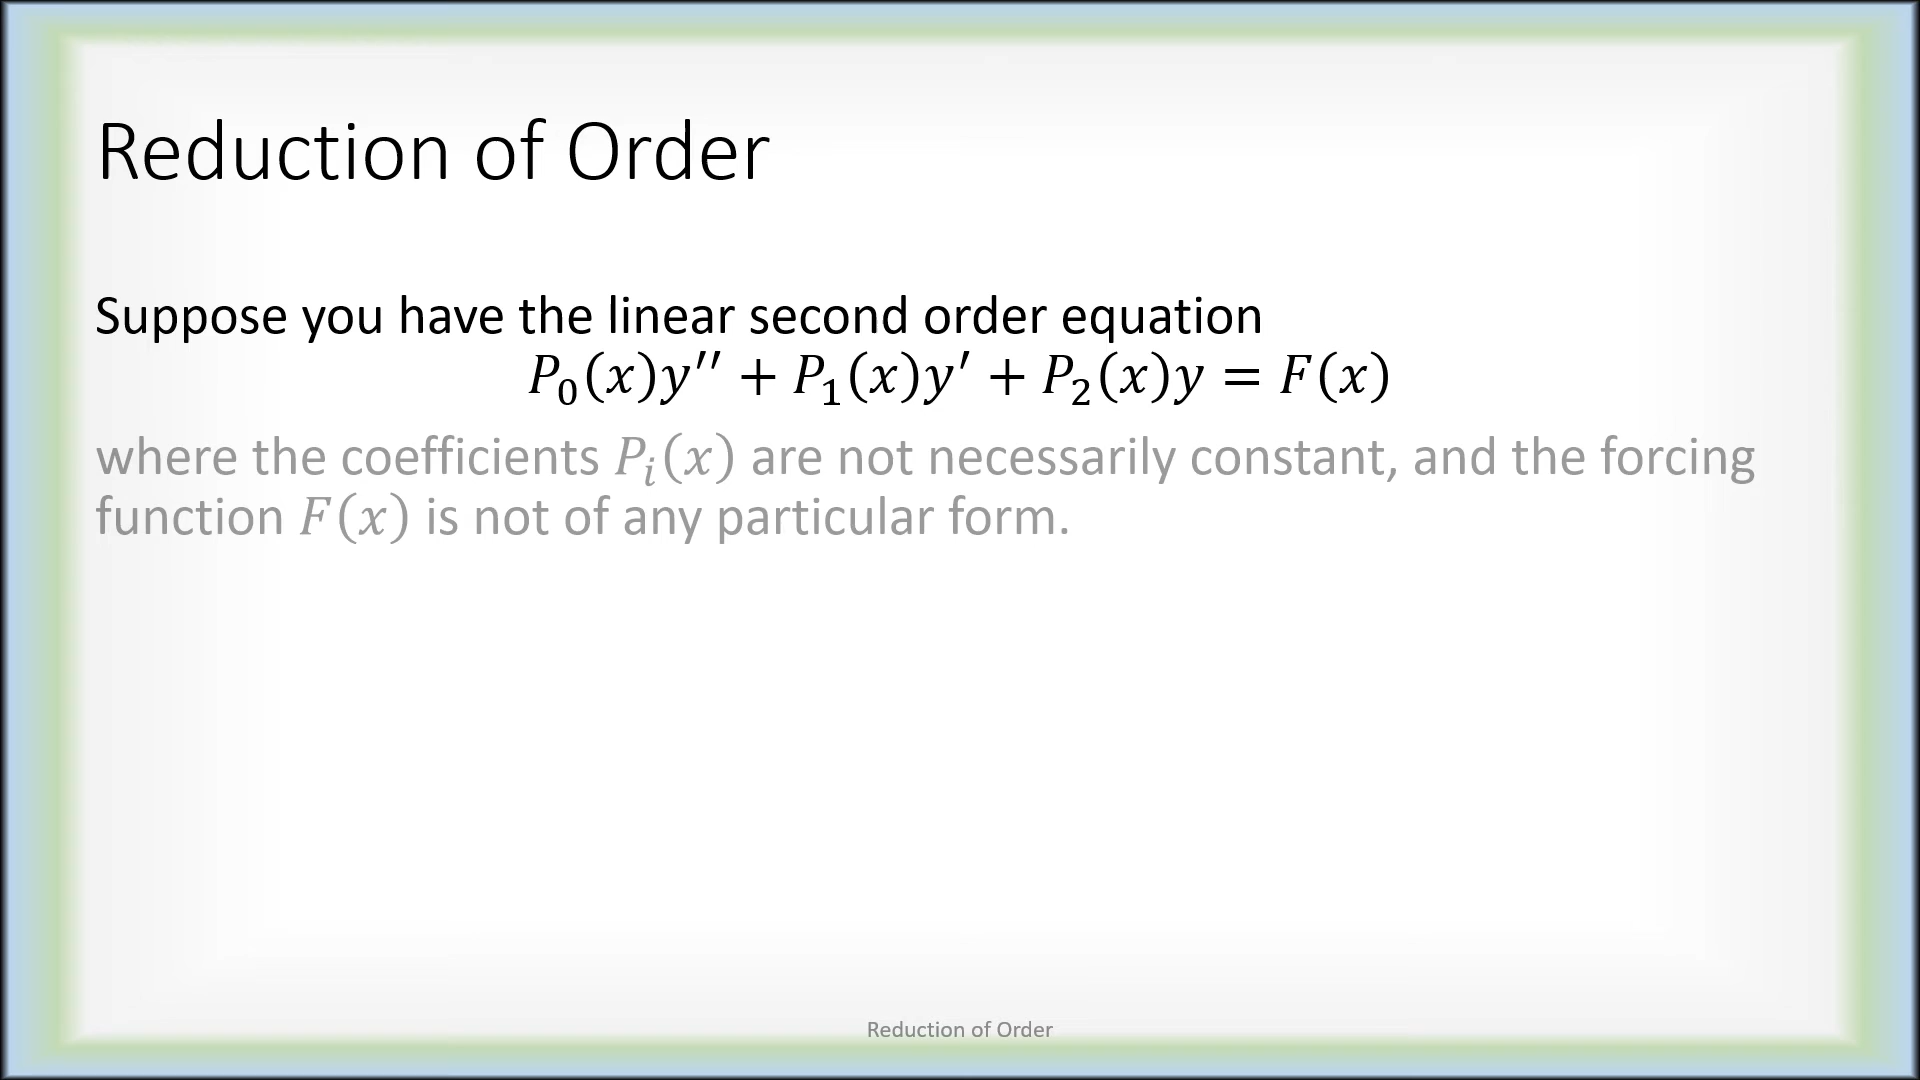 Reduction of Order
Suppose you have the linear second order equation
𝑃₀(𝑥)𝑦′′ + 𝑃₁(𝑥)𝑦′ + 𝑃₂(𝑥)𝑦 = 𝐹(𝑥)
where the coefficients 𝑃ᵢ(𝑥) are not necessarily constant, and the forcing
function 𝐹(𝑥) is not of any particular form.
Reduction of Order